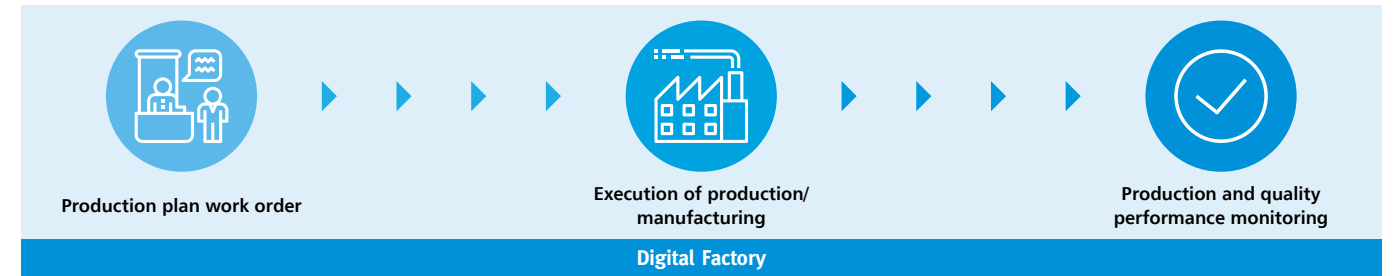 Production plan work order
Execution of production/
manufacturing
Production and quality
performance monitoring
Digital Factory